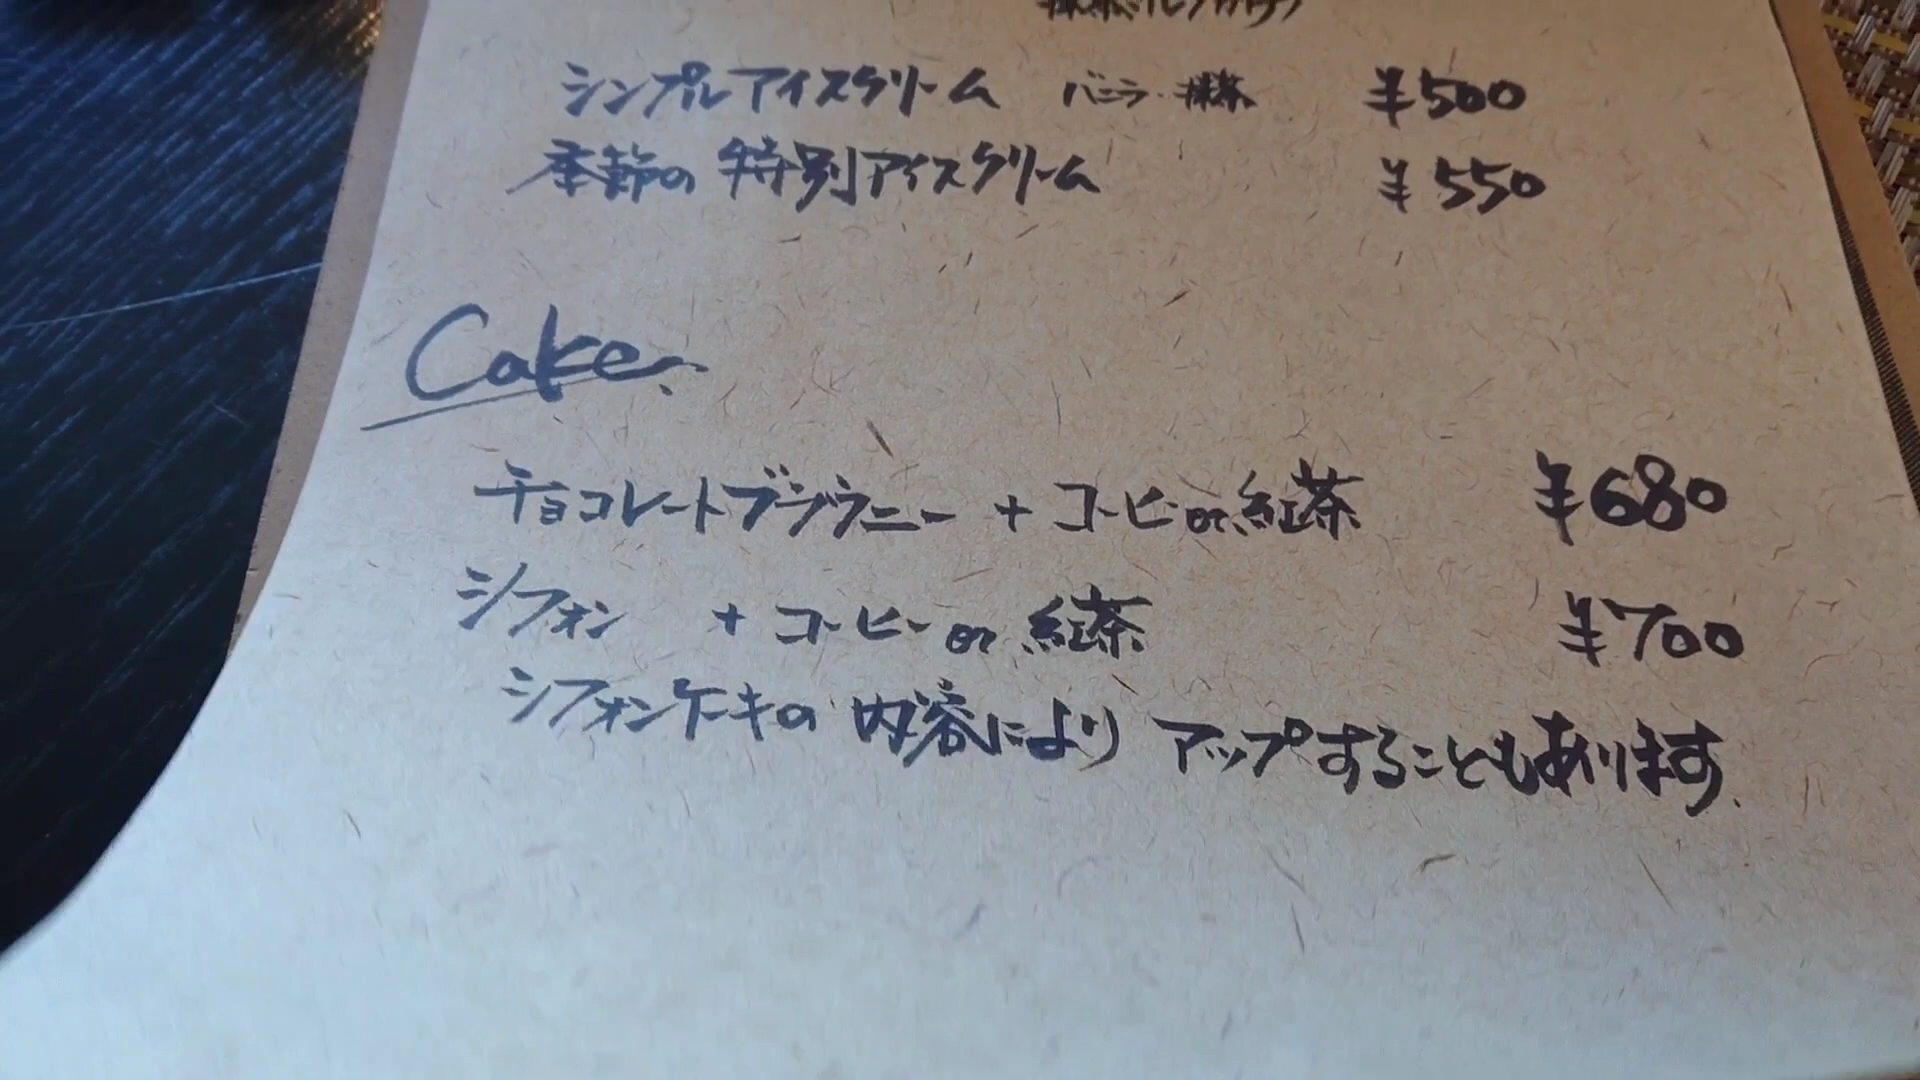 シンプルアイスクリーム バニラ・抹茶 ¥500
季節の特別アイスクリーム ¥550
Cake.
チョコレートブラウニー + コーヒー or 紅茶 ¥680
シフォン + コーヒー or 紅茶 ¥700
シフォンケーキの内容によりアップすることもあります.